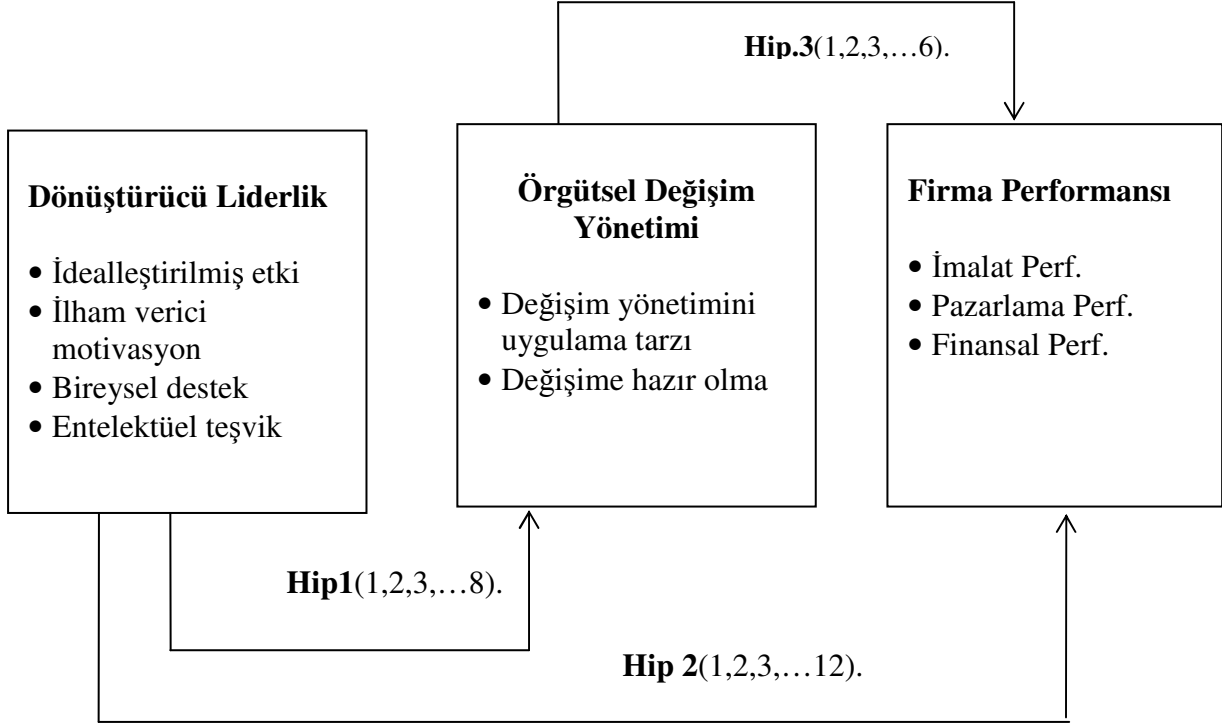 Hip.3(1,2,3,…6).
Dönüştürücü Liderlik
• İdealleştirilmiş etki
• İlham verici
motivasyon
• Bireysel destek
• Entelektüel teşvik
Örgütsel Değişim
Yönetimi
• Değişim yönetimini
uygulama tarzı
• Değişime hazır olma
Firma Performansı
• İmalat Perf.
• Pazarlama Perf.
• Finansal Perf.
Hip1(1,2,3,…8).
Hip 2(1,2,3,…12).